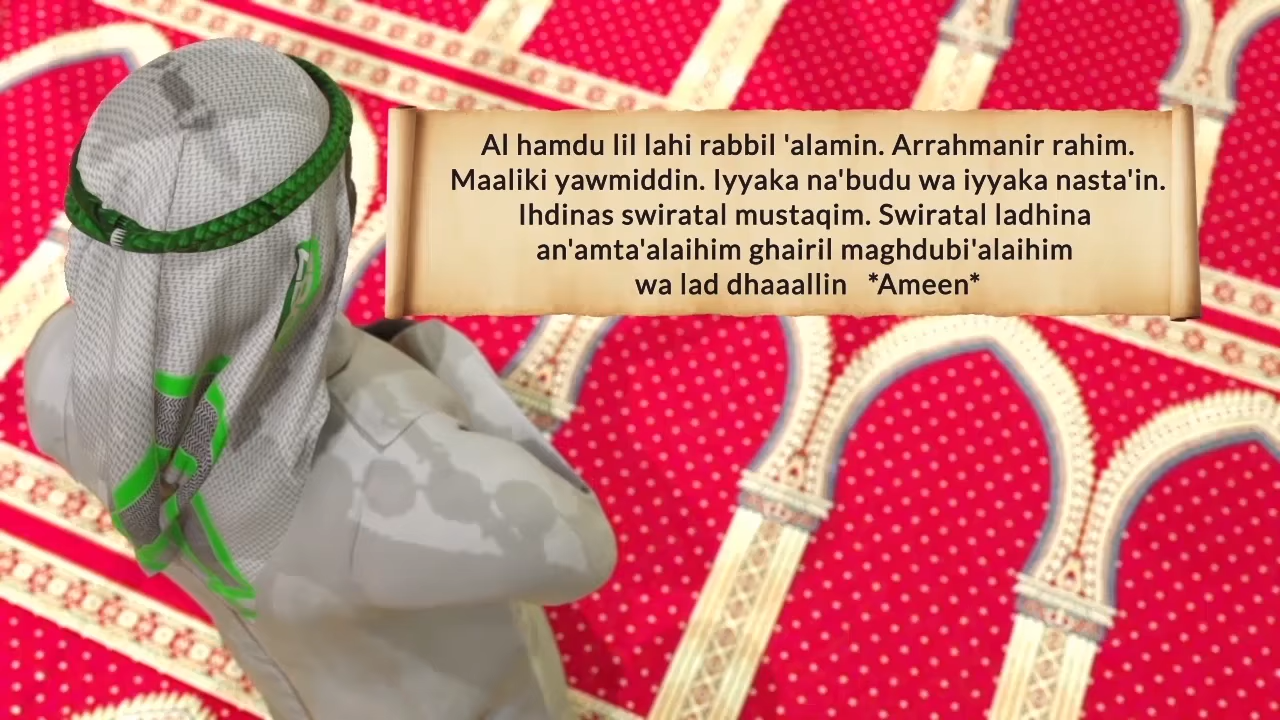 Al hamdu lil lahi rabbil 'alamin. Arrahmanir rahim.
Maaliki yawmiddin. Iyyaka na'budu wa iyyaka nasta'in.
Ihdinas swiratal mustaqim. Swiratal ladhina
an'amta'alaihim ghairil maghdubi'alaihim
wa lad dhaaallin *Ameen*